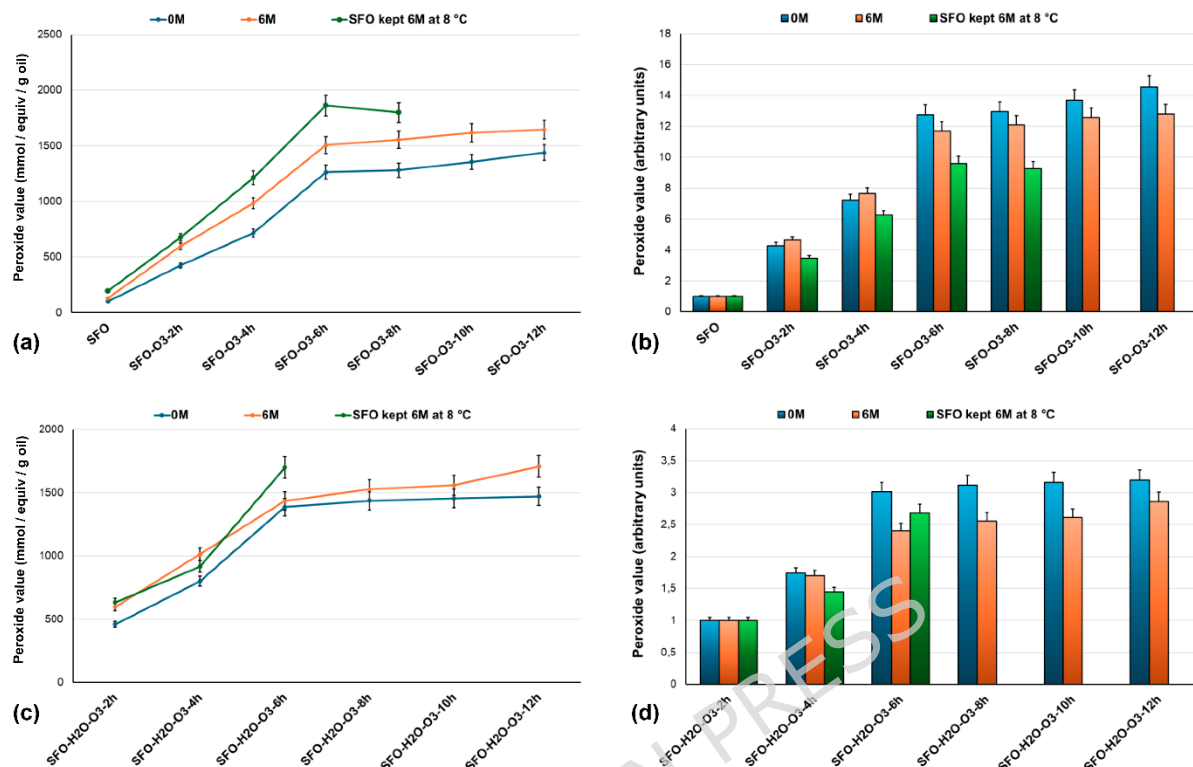 0M 6M SFO kept 6M at 8 °C
Peroxide value (mmol / equiv / g oil)
2500
2000
1500
1000
500
0
SFO
SFO-O3-2h
SFO-O3-4h
SFO-O3-6h
SFO-O3-8h
SFO-O3-10h
SFO-O3-12h
(a)
0M 6M SFO kept 6M at 8 °C
Peroxide value (arbitrary units)
18
16
14
12
10
8
6
4
2
0
SFO
SFO-O3-2h
SFO-O3-4h
SFO-O3-6h
SFO-O3-8h
SFO-O3-10h
SFO-O3-12h
(b)
0M 6M SFO kept 6M at 8 °C
Peroxide value (mmol / equiv / g oil)
2000
1500
1000
500
0
SFO-H2O-O3-2h
SFO-H2O-O3-4h
SFO-H2O-O3-6h
SFO-H2O-O3-8h
SFO-H2O-O3-10h
SFO-H2O-O3-12h
(c)
0M 6M SFO kept 6M at 8 °C
Peroxide value (arbitrary units)
4
3,5
3
2,5
2
1,5
1
0,5
0
SFO-H2O-O3-2h
SFO-H2O-O3-4h
SFO-H2O-O3-6h
SFO-H2O-O3-8h
SFO-H2O-O3-10h
SFO-H2O-O3-12h
(d)
PRESS